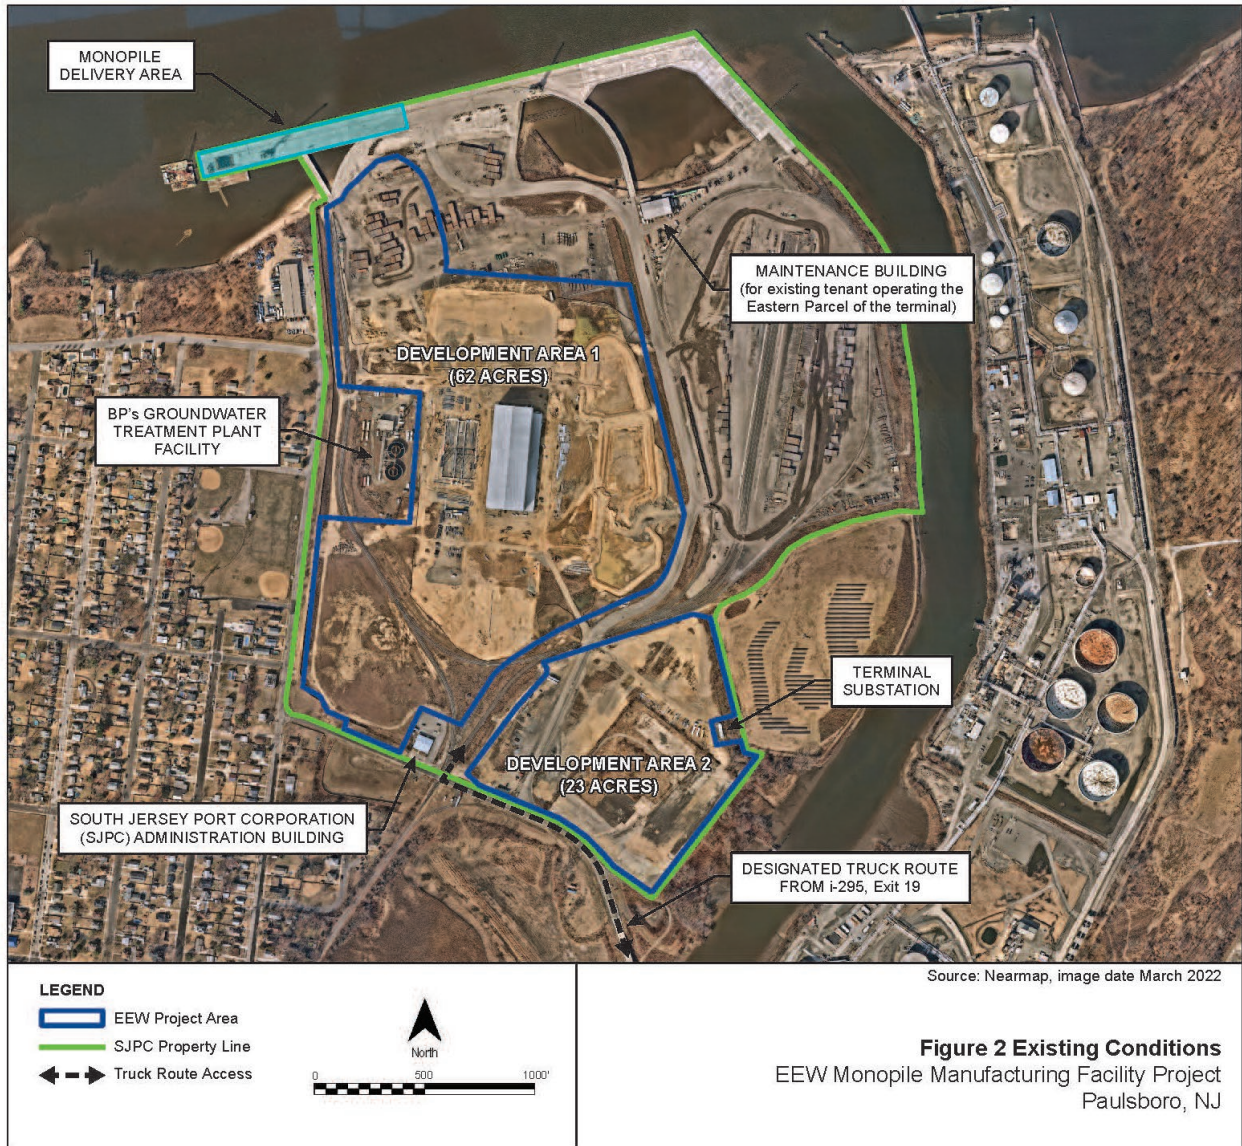 MONOPILE
DELIVERY AREA
MAINTENANCE BUILDING
(for existing tenant operating the
Eastern Parcel of the terminal)
DEVELOPMENT AREA 1
(62 ACRES)
BP's GROUNDWATER
TREATMENT PLANT
FACILITY
TERMINAL
SUBSTATION
DEVELOPMENT AREA 2
(23 ACRES)
SOUTH JERSEY PORT CORPORATION
(SJPC) ADMINISTRATION BUILDING
DESIGNATED TRUCK ROUTE
FROM i-295, Exit 19
Source: Nearmap, image date March 2022
LEGEND
EEW Project Area
SJPC Property Line
Truck Route Access
North
0 500 1000'
Figure 2 Existing Conditions
EEW Monopile Manufacturing Facility Project
Paulsboro, NJ